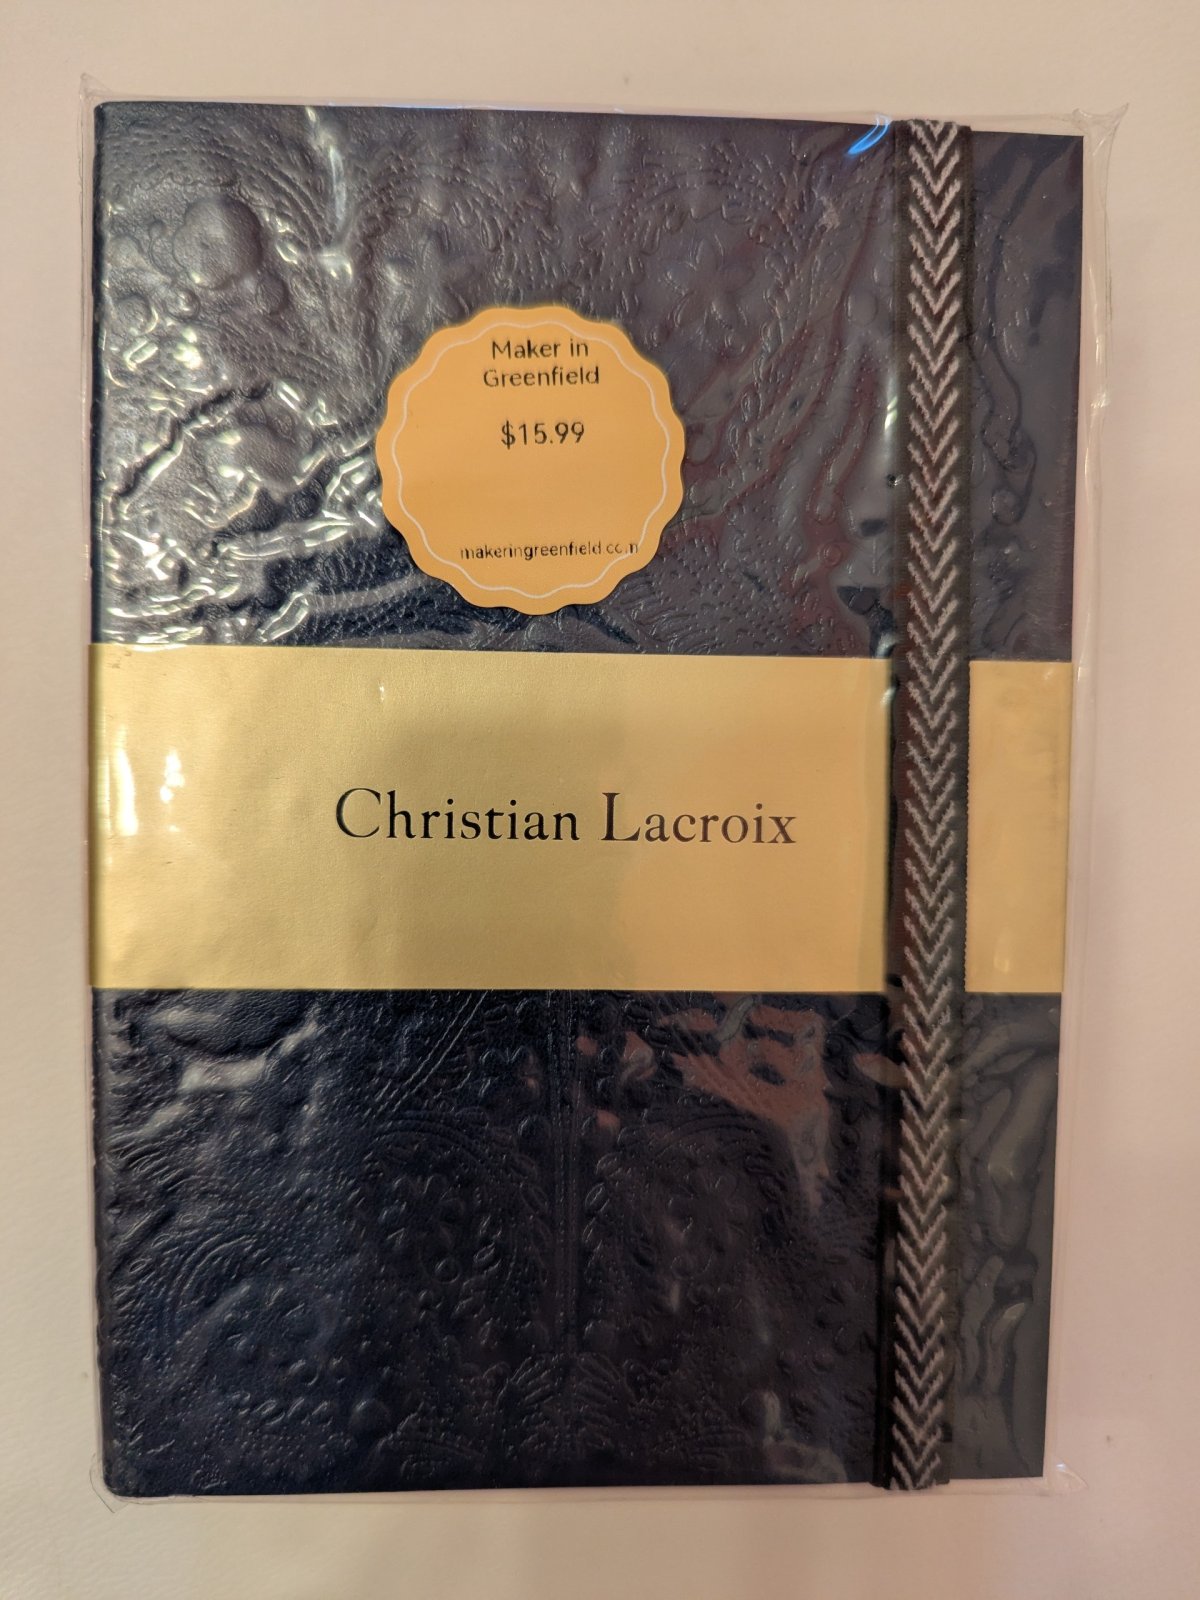 Maker in
Greenfield
$15.99
makeringreenfield.com
Christian Lacroix